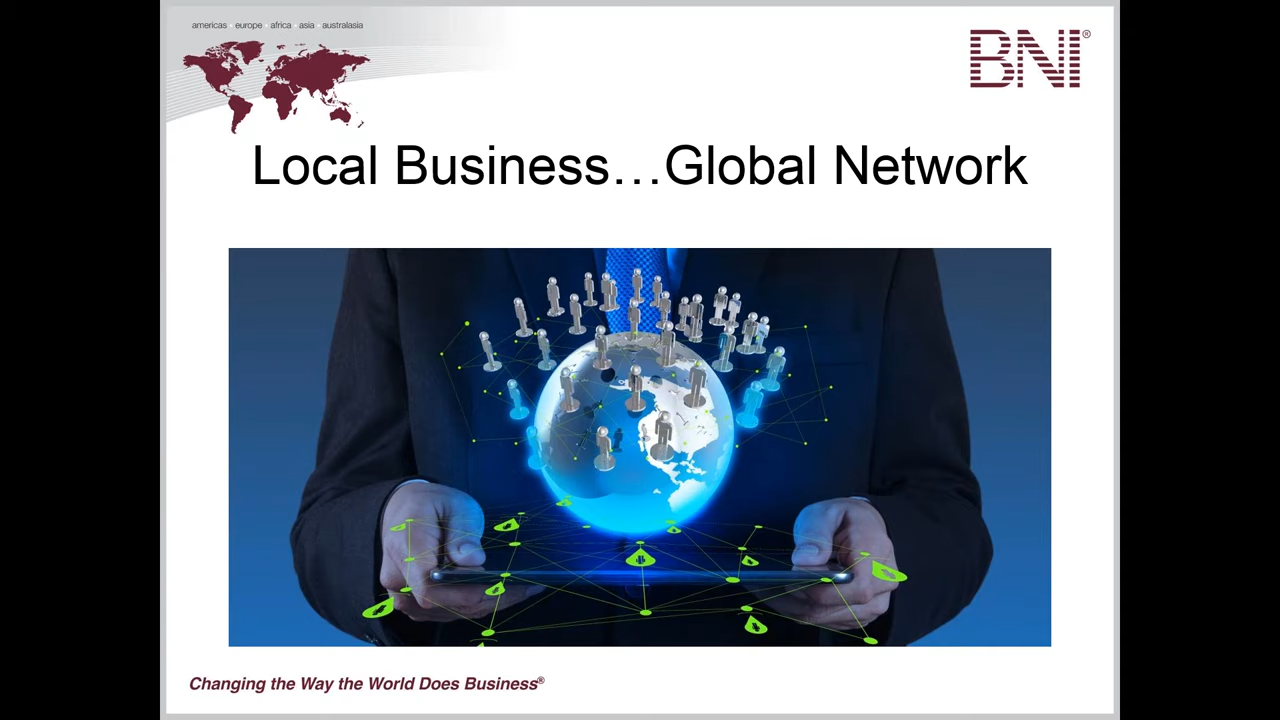 americas europe africa asia australasia
BNI®
Local Business…Global Network
Changing the Way the World Does Business®